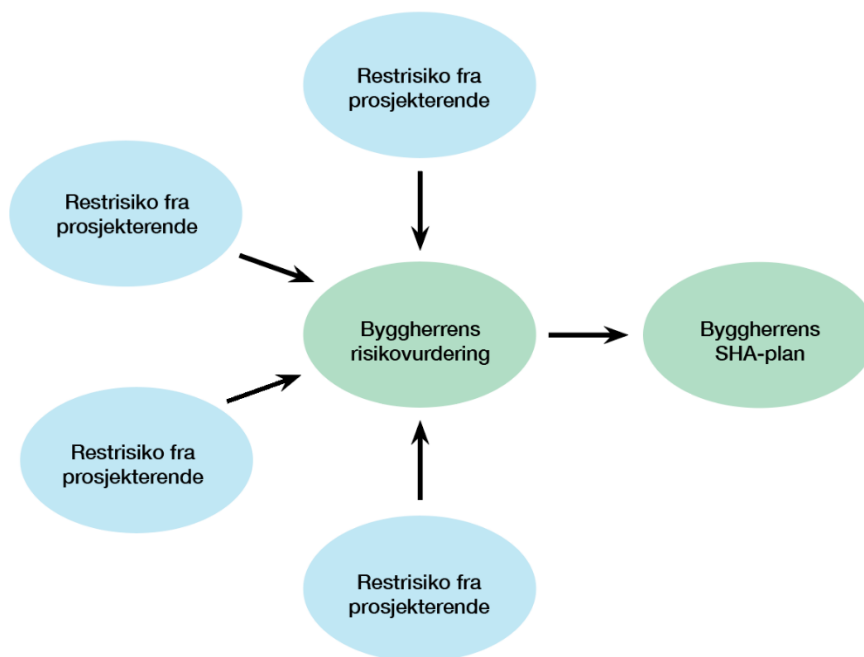 Restrisiko fra
prosjekterende
Restrisiko fra
prosjekterende
Byggherrens
risikovurdering
Byggherrens
SHA-plan
Restrisiko fra
prosjekterende
Restrisiko fra
prosjekterende